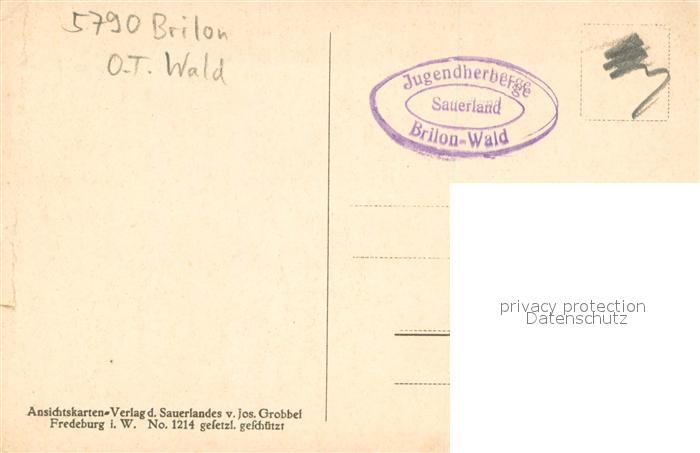 5790 Brilon
O.T. Wald
Jugendherberge
Sauerland
Brilon-Wald
privacy protection
Datenschutz
Ansichtskarten-Verlag d. Sauerlandes v. Jos. Grobbel
Fredeburg i. W. No. 1214 geſetzl. geſchützt